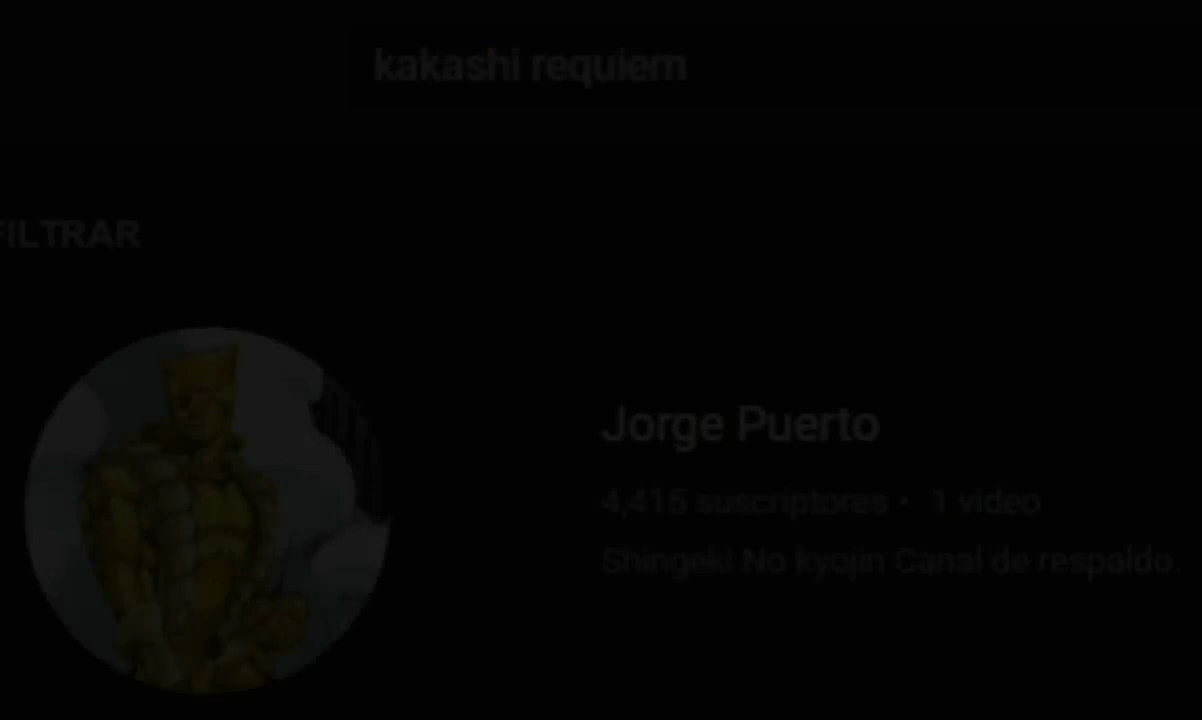 kakashi requiem
FILTRAR
Jorge Puerto
4,415 suscriptores • 1 video
Shingeki No kyojin Canal de respaldo.